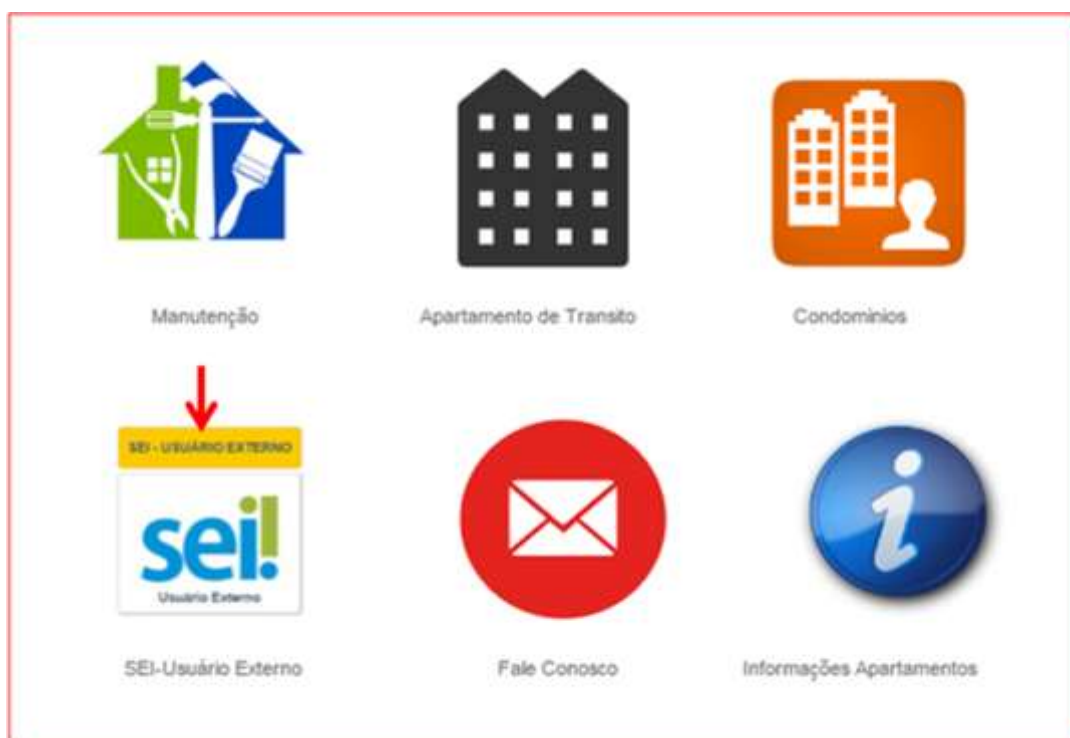 Manutenção
Apartamento de Transito
Condominios
SEI - USUÁRIO EXTERNO
sei!
Usuário Externo
SEI-Usuário Externo
Fale Conosco
Informações Apartamentos